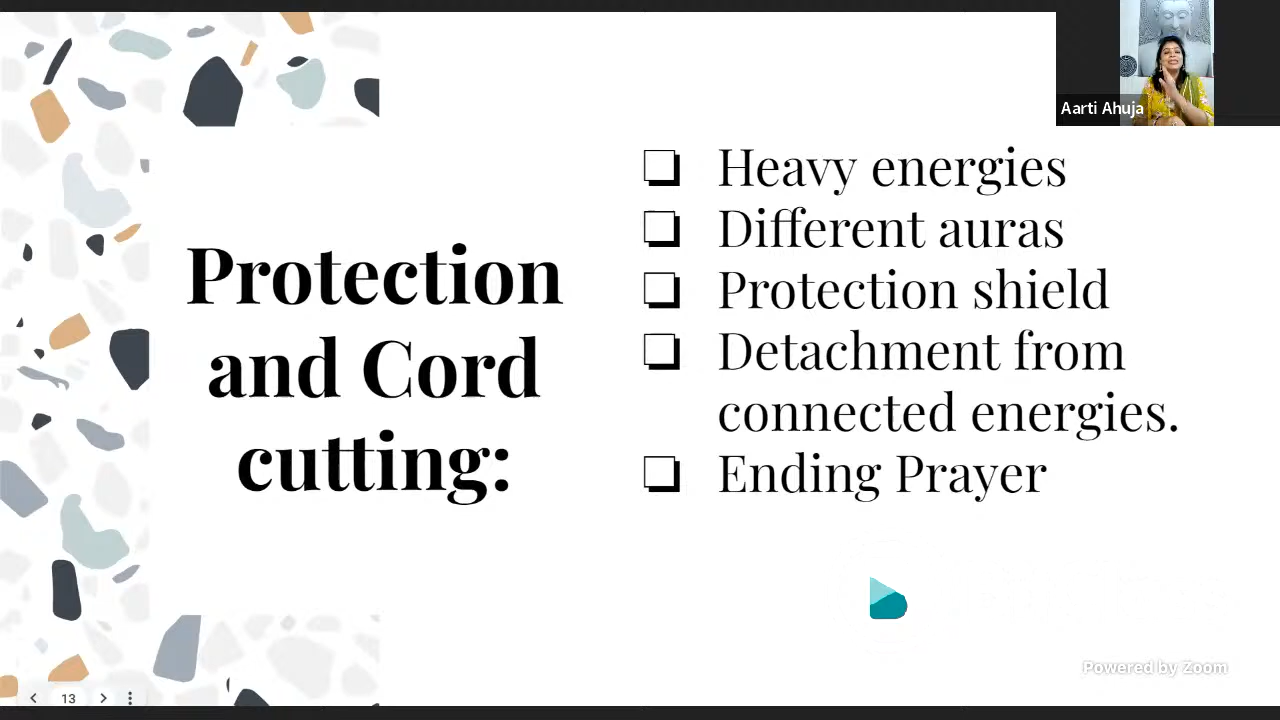 Aarti Ahuja
Protection
and Cord
cutting:
❏ Heavy energies
❏ Different auras
❏ Protection shield
❏ Detachment from
connected energies.
❏ Ending Prayer
Powered by Zoom
13